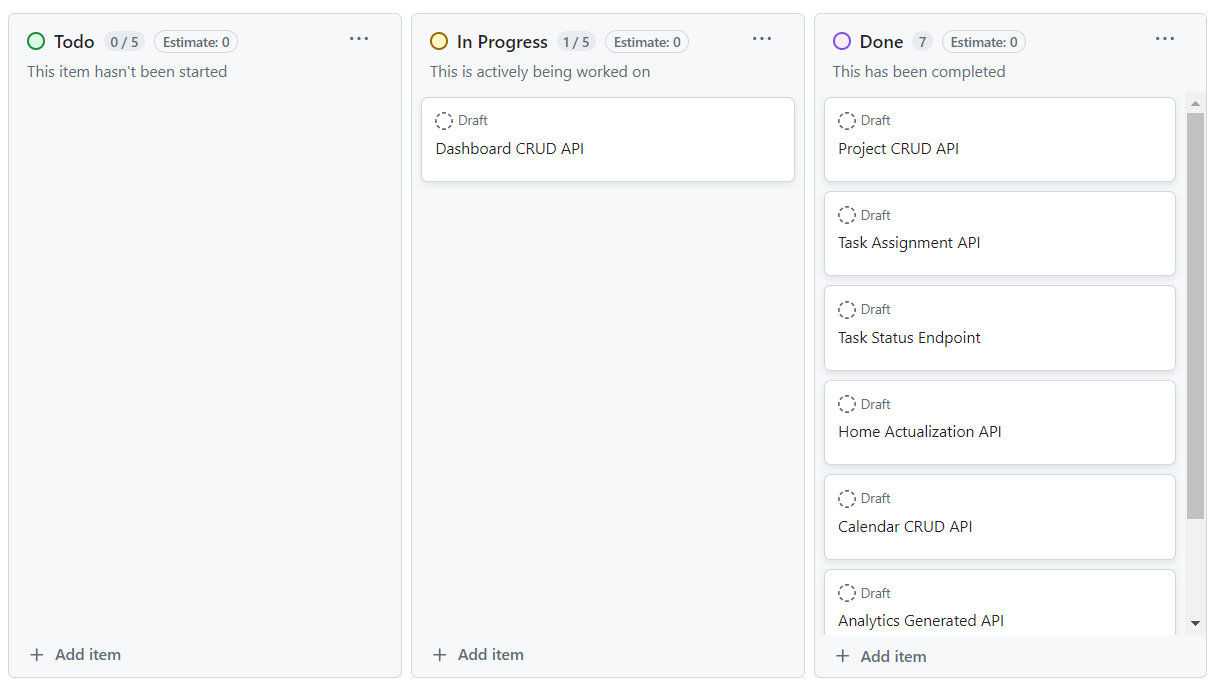 Todo 0 / 5 Estimate: 0
This item hasn't been started
+ Add item
In Progress 1 / 5 Estimate: 0
This is actively being worked on
Draft
Dashboard CRUD API
+ Add item
Done 7 Estimate: 0
This has been completed
Draft
Project CRUD API
Draft
Task Assignment API
Draft
Task Status Endpoint
Draft
Home Actualization API
Draft
Calendar CRUD API
Draft
Analytics Generated API
+ Add item